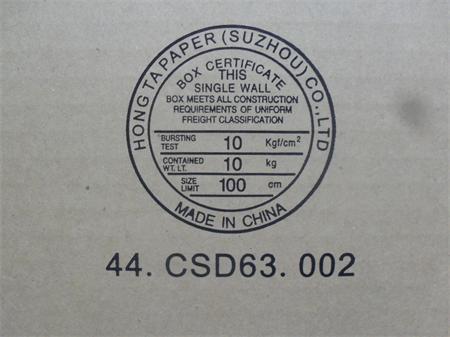 HONG TA PAPER (SUZHOU) CO., LTD
BOX CERTIFICATE
THIS
SINGLE WALL
BOX MEETS ALL CONSTRUCTION
REQUIREMENTS OF UNIFORM
FREIGHT CLASSIFICATION
BURSTING TEST 10 Kgf/cm²
CONTAINED WT. LT. 10 kg
SIZE LIMIT 100 cm
MADE IN CHINA
44. CSD63. 002